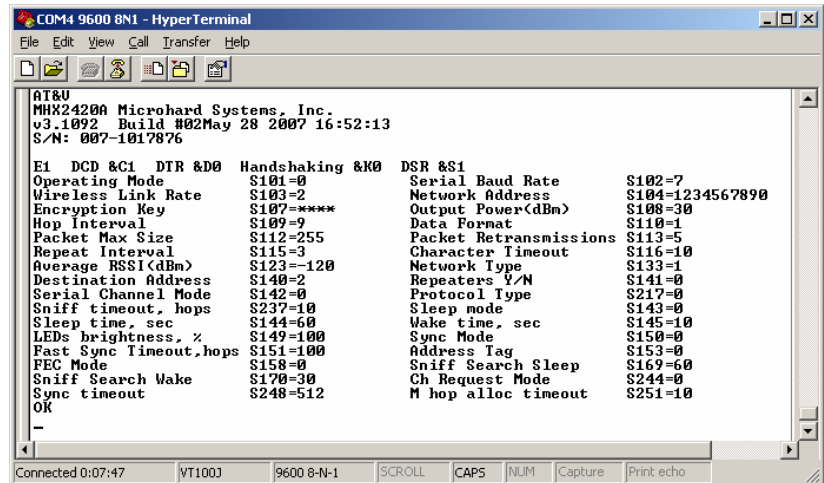 COM4 9600 8N1 - HyperTerminal
File Edit View Call Transfer Help
AT&V
MHX2420A Microhard Systems, Inc.
v3.1092 Build #02May 28 2007 16:52:13
S/N: 007-1017876
E1 DCD &C1 DTR &D0 Handshaking &K0 DSR &S1
Operating Mode S101=0 Serial Baud Rate S102=7
Wireless Link Rate S103=2 Network Address S104=1234567890
Encryption Key S107=**** Output Power(dBm) S108=30
Hop Interval S109=9 Data Format S110=1
Packet Max Size S112=255 Packet Retransmissions S113=5
Repeat Interval S115=3 Character Timeout S116=10
Average RSSI(dBm) S123=-120 Network Type S133=1
Destination Address S140=2 Repeaters Y/N S141=0
Serial Channel Mode S142=0 Protocol Type S217=0
Sniff timeout, hops S237=10 Sleep mode S143=0
Sleep time, sec S144=60 Wake time, sec S145=10
LEDs brightness, % S149=100 Sync Mode S150=0
Fast Sync Timeout,hops S151=100 Address Tag S153=0
FEC Mode S158=0 Sniff Search Sleep S169=60
Sniff Search Wake S170=30 Ch Request Mode S244=0
Sync timeout S248=512 M hop alloc timeout S251=10
OK
_
Connected 0:07:47 VT100J 9600 8-N-1 SCROLL CAPS NUM Capture Print echo